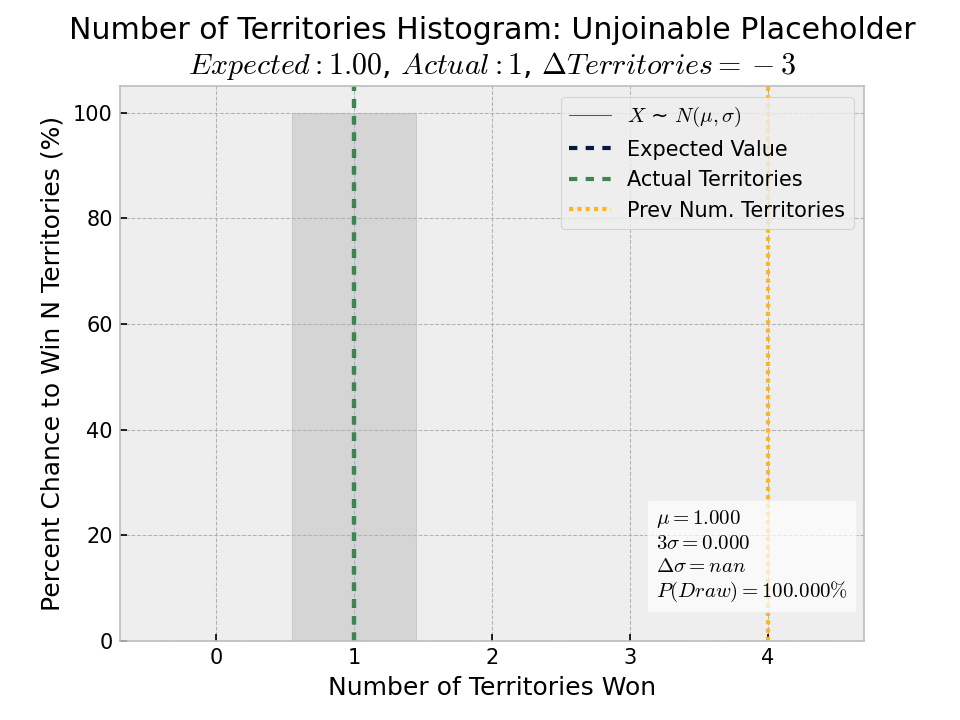 Number of Territories Histogram: Unjoinable Placeholder
Expected : 1.00, Actual : 1, ΔTerritories = − 3
Percent Chance to Win N Territories (%)
100
80
60
40
20
0
X ~ N(μ, σ)
Expected Value
Actual Territories
Prev Num. Territories
μ = 1.000
3σ = 0.000
Δσ = nan
P(Draw) = 100.000%
0 1 2 3 4
Number of Territories Won